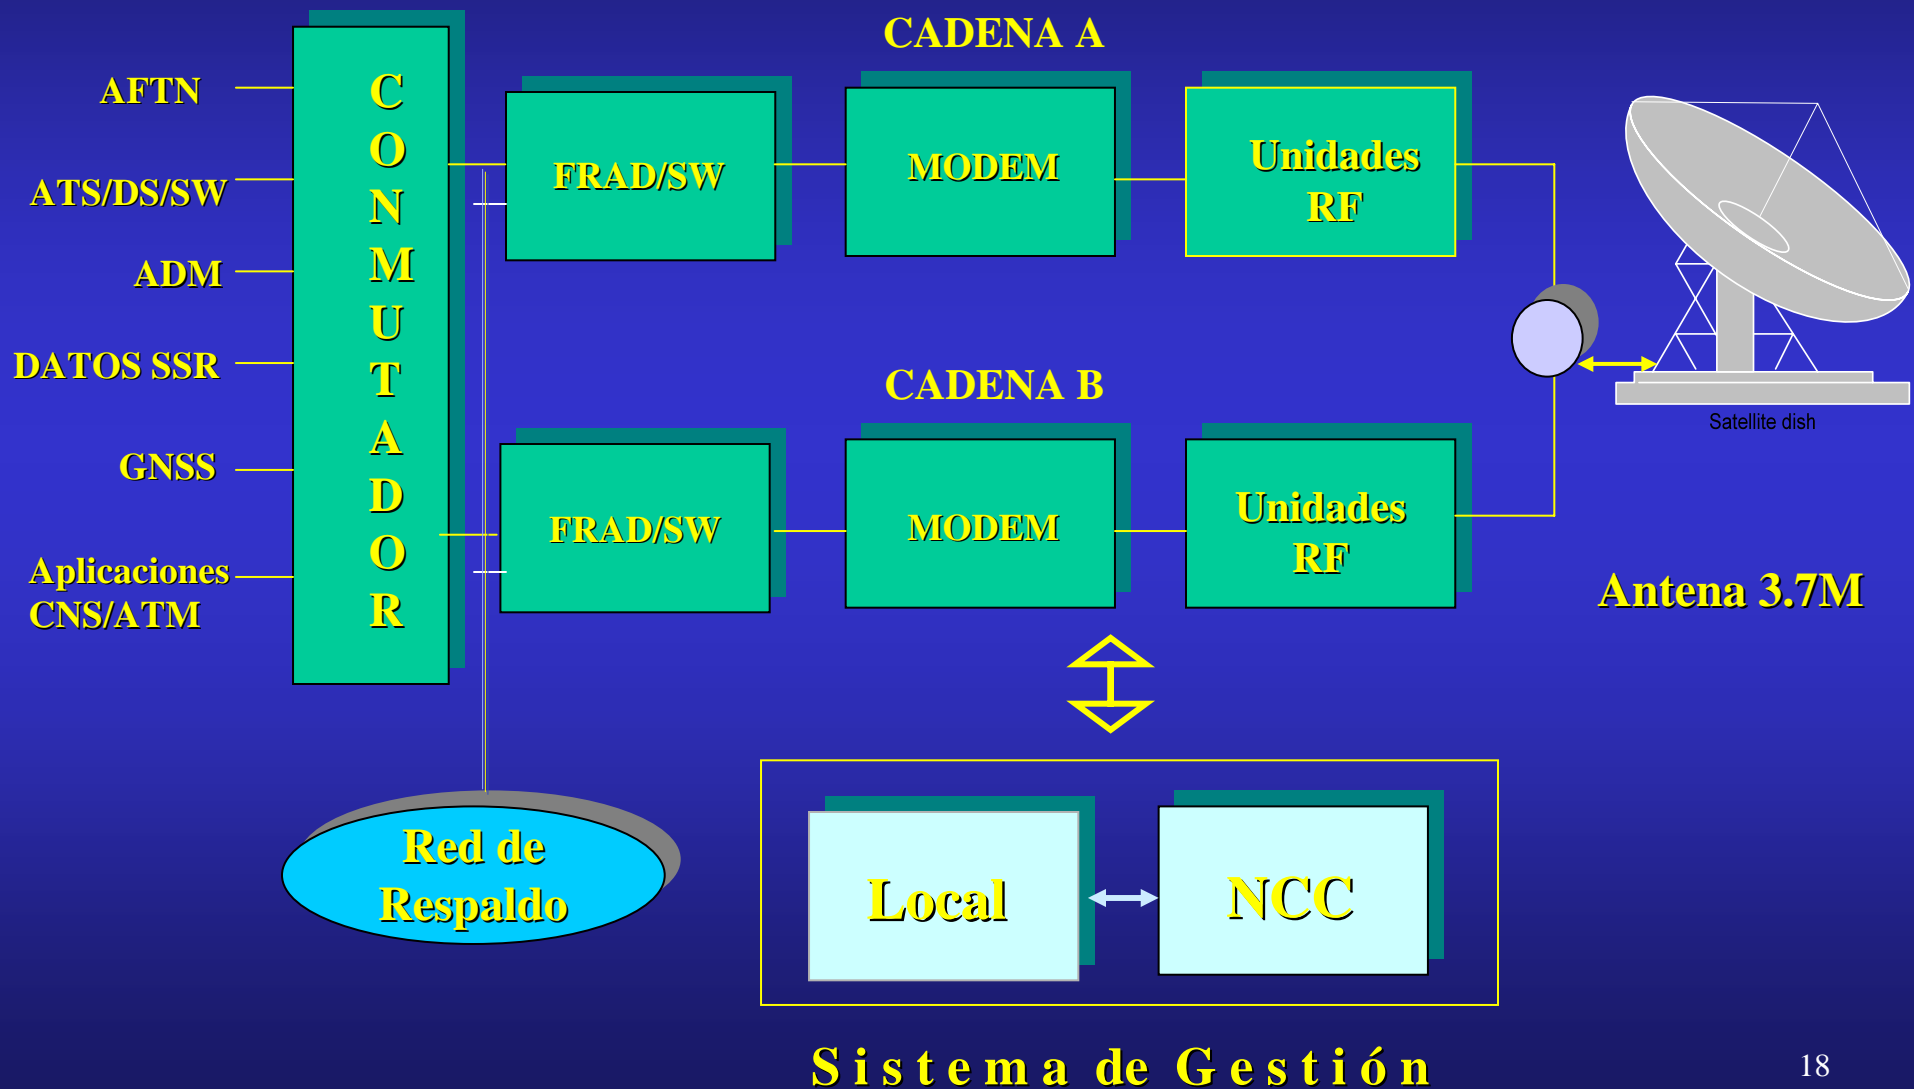 CADENA A
AFTN
ATS/DS/SW
ADM
DATOS SSR
GNSS
Aplicaciones
CNS/ATM
CONMUTADOR
FRAD/SW
MODEM
Unidades
RF
CADENA B
FRAD/SW
MODEM
Unidades
RF
Satellite dish
Antena 3.7M
Red de
Respaldo
Local
NCC
Sistema de Gestión
18